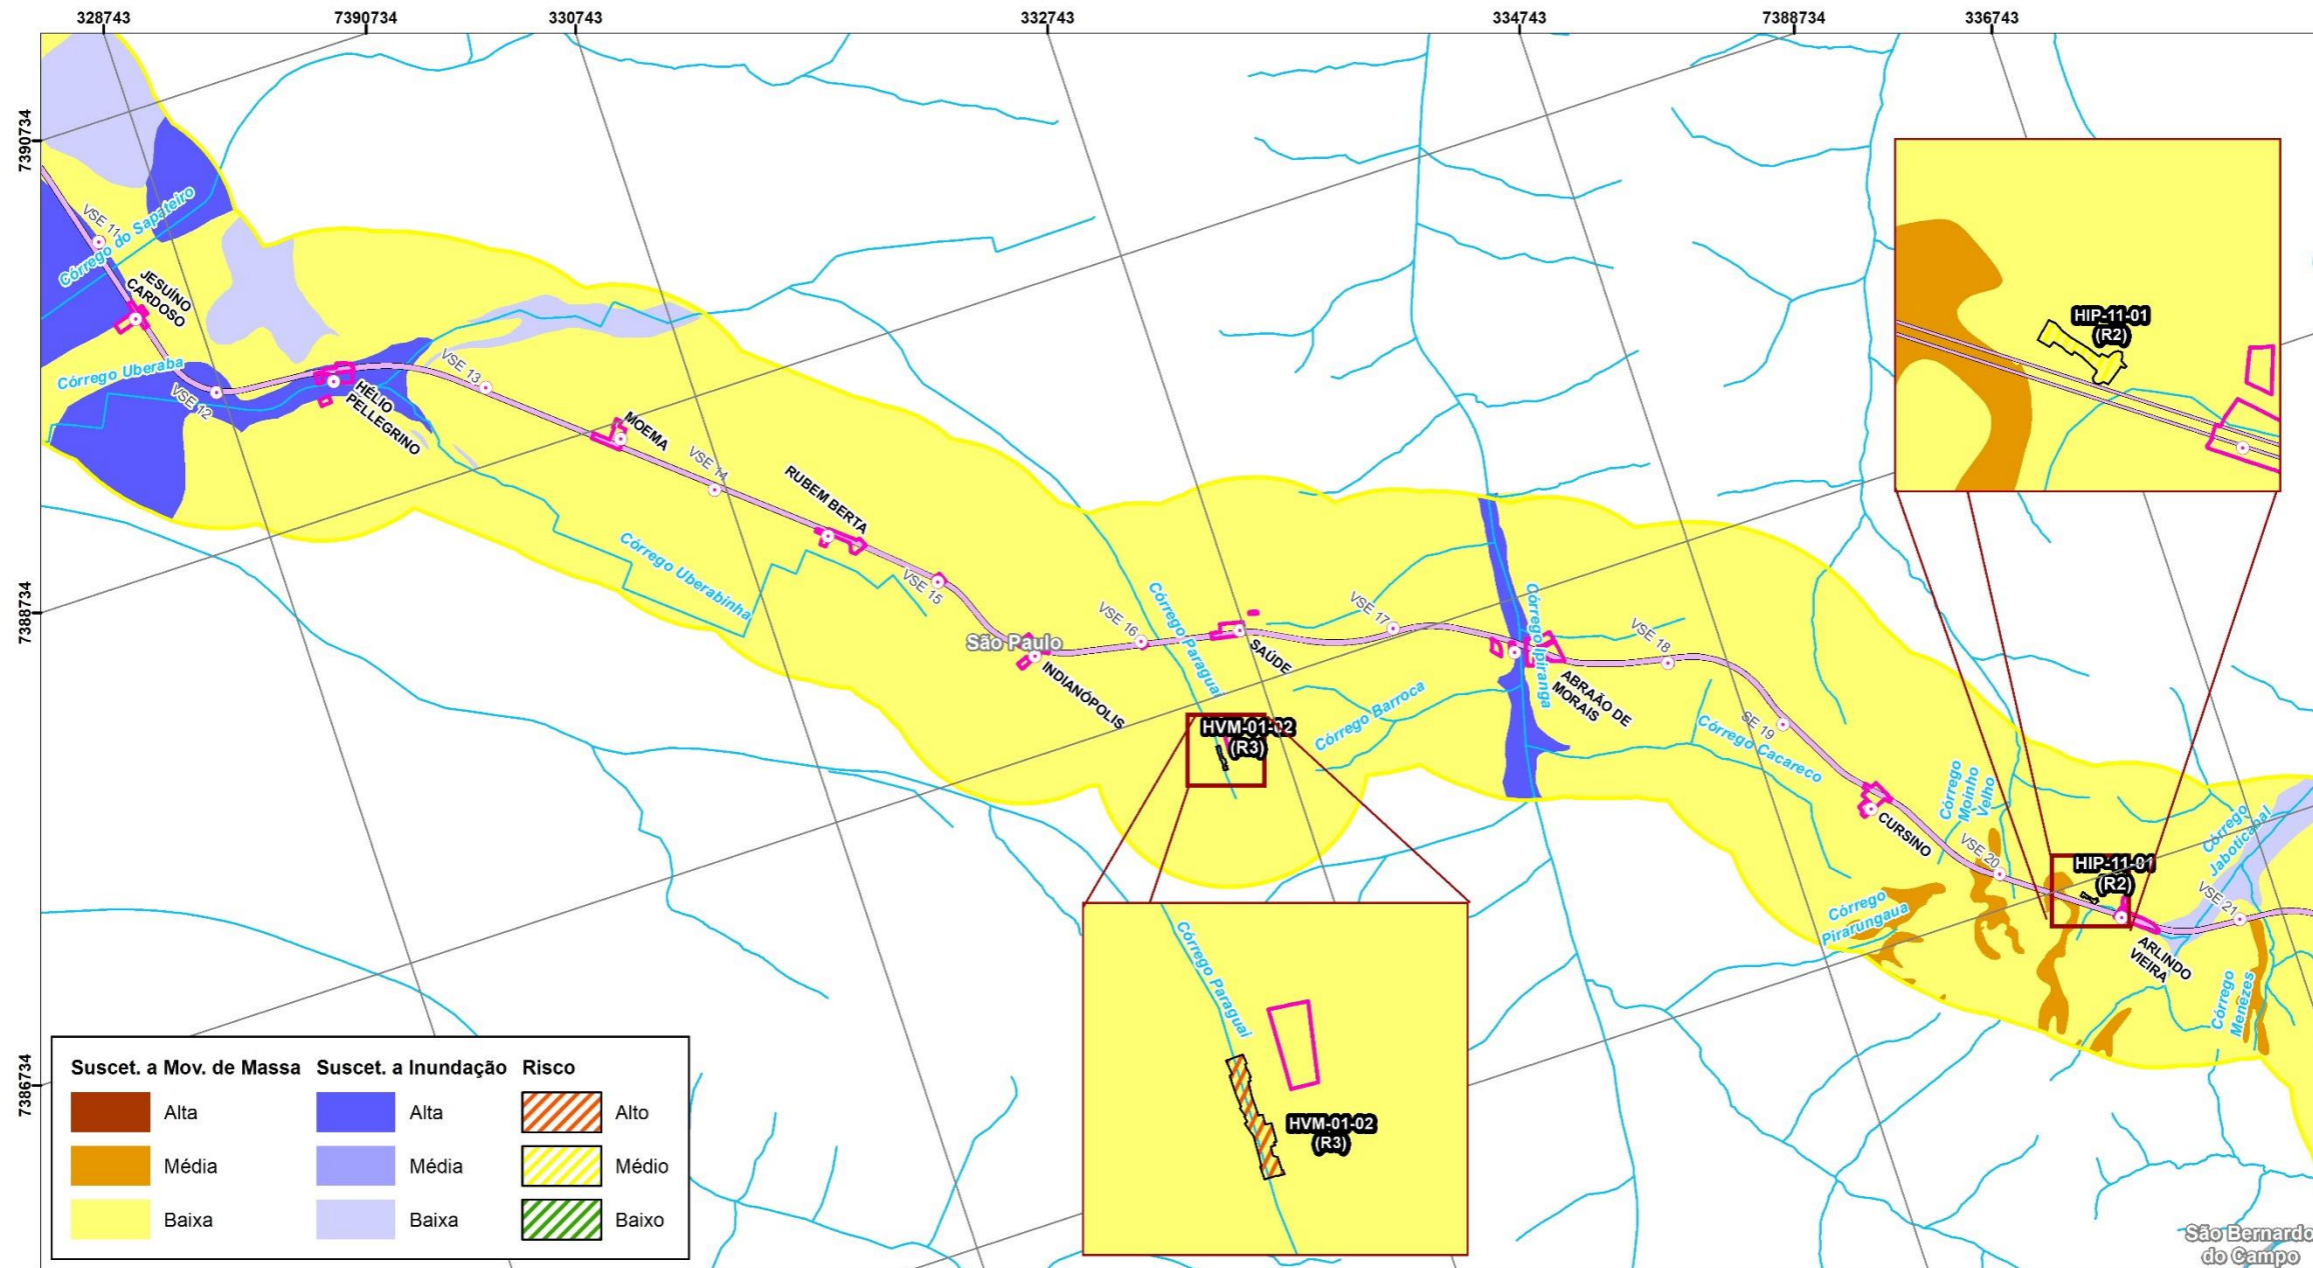 328743
7390734
330743
332743
334743
7388734
336743
7390734
7388734
7386734
VSE 11
Córrego do Sapateiro
JESUÍNO
CARDOSO
Córrego Uberaba
VSE 12
HÉLIO
PELLEGRINO
VSE 13
MOEMA
VSE 14
RUBEM BERTA
Córrego Uberabinha
VSE 15
São Paulo
INDIANÓPOLIS
VSE 16
Córrego Paraguai
SAÚDE
VSE 17
Córrego Ipiranga
Córrego Barroca
ABRAÃO DE
MORAIS
VSE 18
SE 19
Córrego Cacareco
CURSINO
Córrego
Moinho
Velho
VSE 20
Córrego
Pirarungaua
HIP-11-01
(R2)
ARLINDO
VIEIRA
VSE 21
Córrego
Jaboticabal
Córrego
Menezes
HVM-01-02
(R3)
HIP-11-01
(R2)
Córrego Paraguai
HVM-01-02
(R3)
São Bernardo
do Campo
Suscet. a Mov. de Massa
Alta
Média
Baixa
Suscet. a Inundação
Alta
Média
Baixa
Risco
Alto
Médio
Baixo